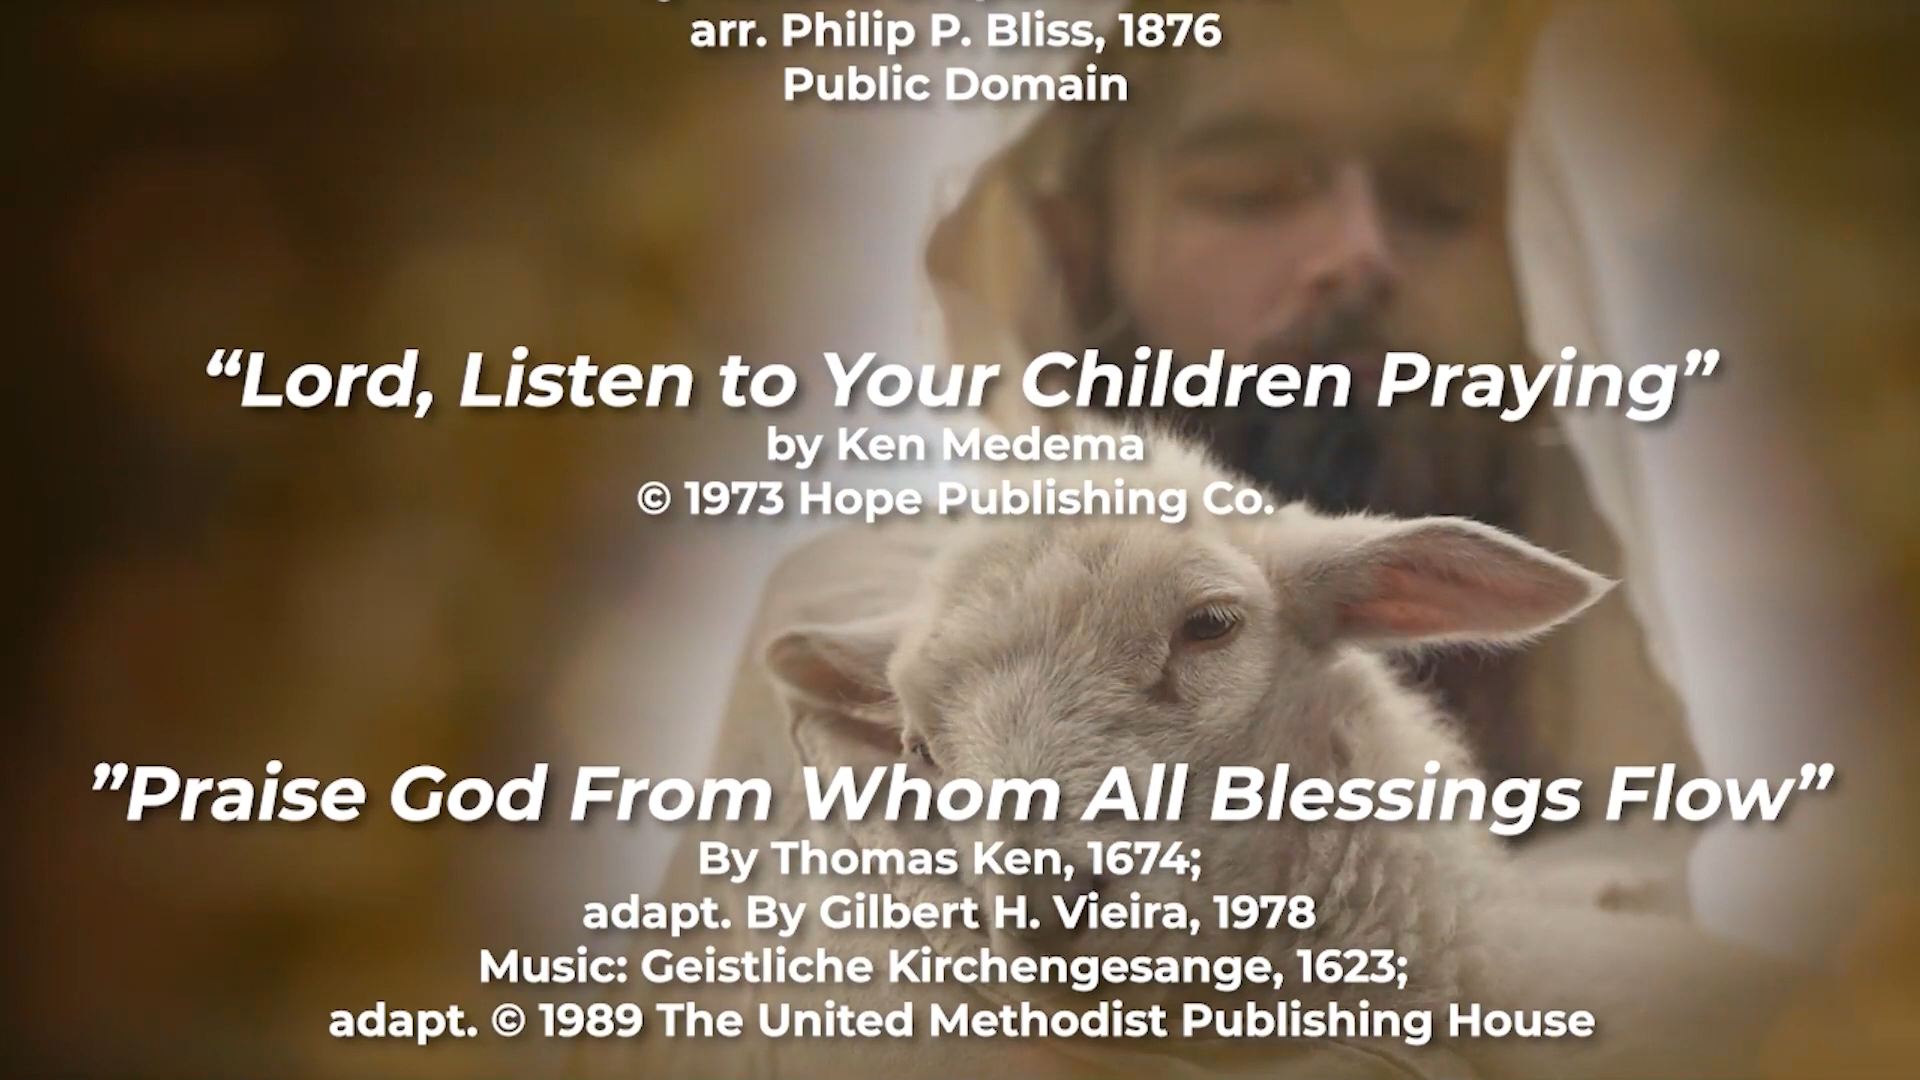 arr. Philip P. Bliss, 1876
Public Domain
“Lord, Listen to Your Children Praying”
by Ken Medema
© 1973 Hope Publishing Co.
”Praise God From Whom All Blessings Flow”
By Thomas Ken, 1674;
adapt. By Gilbert H. Vieira, 1978
Music: Geistliche Kirchengesange, 1623;
adapt. © 1989 The United Methodist Publishing House